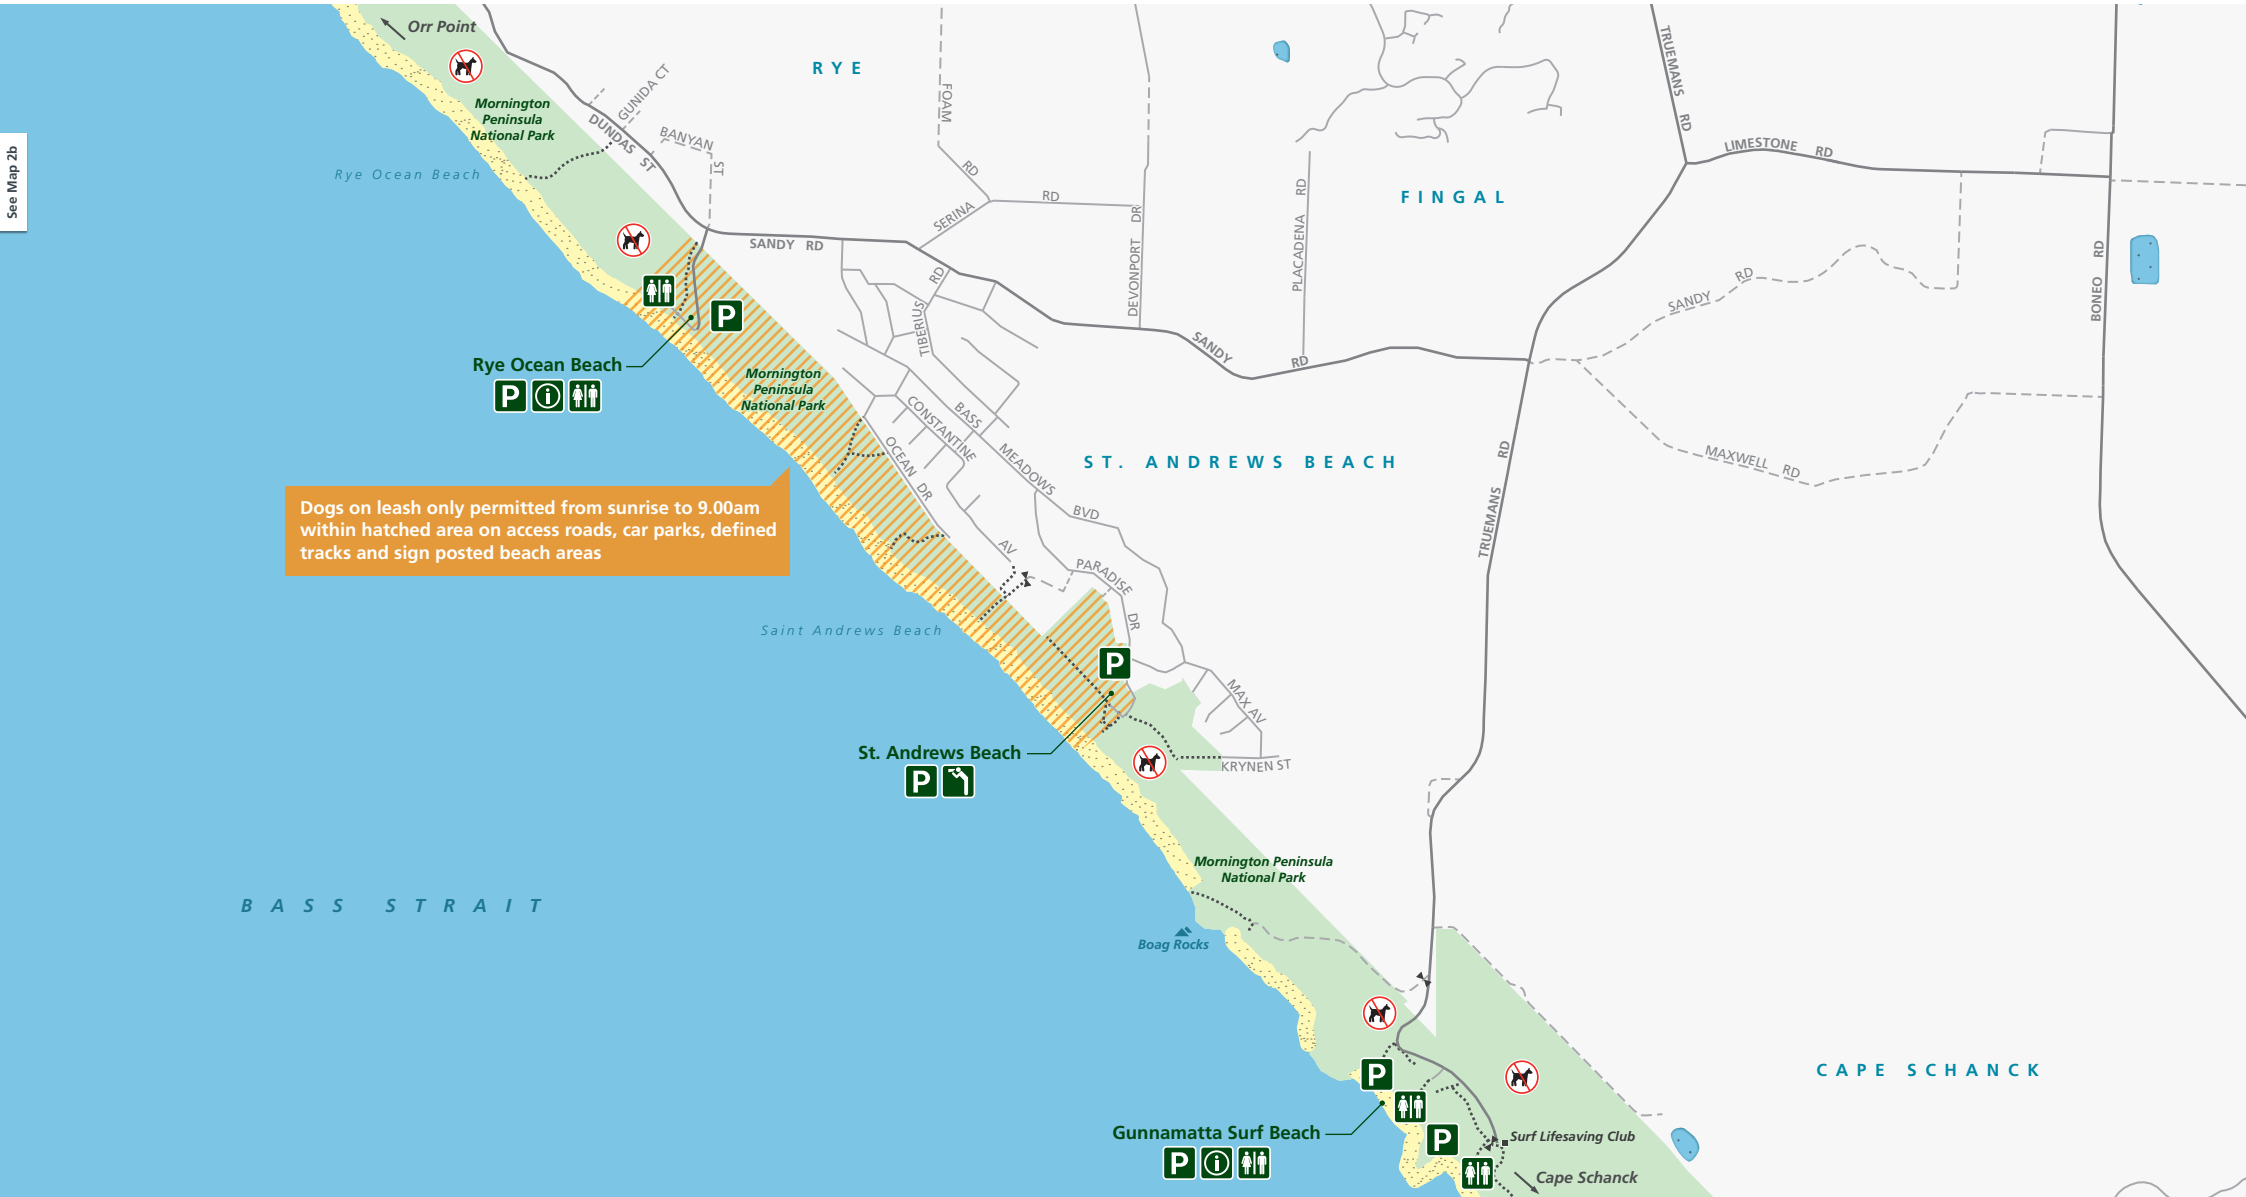 Orr Point
Mornington
Peninsula
National Park
See Map 2b
Rye Ocean Beach
GUNIDA CT
DUNDAS ST
BANYAN
ST
RYE
FOAM
RD
SERINA
RD
DEVONPORT DR
PLACADENA RD
FINGAL
TRUEMANS RD
LIMESTONE RD
BONEO RD
SANDY RD
SANDY RD
SANDY RD
MAXWELL RD
TIBERIUS
RD
P
Rye Ocean Beach
P i
Mornington
Peninsula
National Park
CONSTANTINE
AV
BASS
MEADOWS
BVD
OCEAN DR
ST. ANDREWS BEACH
TRUEMANS RD
Dogs on leash only permitted from sunrise to 9.00am
within hatched area on access roads, car parks, defined
tracks and sign posted beach areas
PARADISE
DR
Saint Andrews Beach
P
MAX AV
KRYNEN ST
St. Andrews Beach
P
Mornington Peninsula
National Park
BASS STRAIT
Boag Rocks
CAPE SCHANCK
P
Gunnamatta Surf Beach
P i
P
Surf Lifesaving Club
Cape Schanck